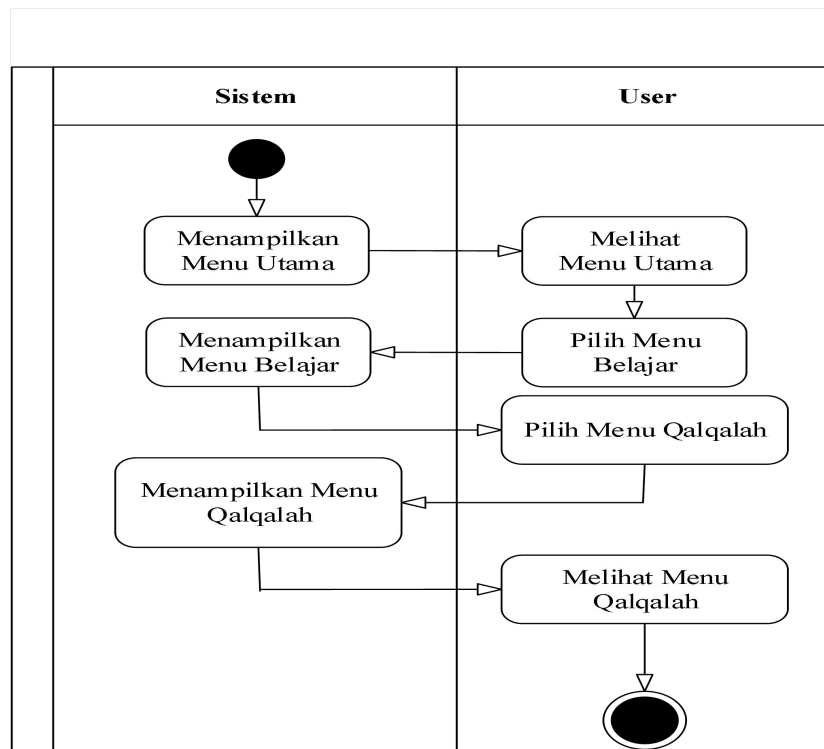 Sistem
User
Menampilkan
Menu Utama
Melihat
Menu Utama
Pilih Menu
Belajar
Menampilkan
Menu Belajar
Pilih Menu Qalqalah
Menampilkan Menu
Qalqalah
Melihat Menu
Qalqalah